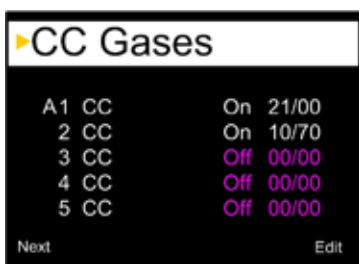 CC Gases
A1 CC On 21/00
2 CC On 10/70
3 CC Off 00/00
4 CC Off 00/00
5 CC Off 00/00
Next Edit